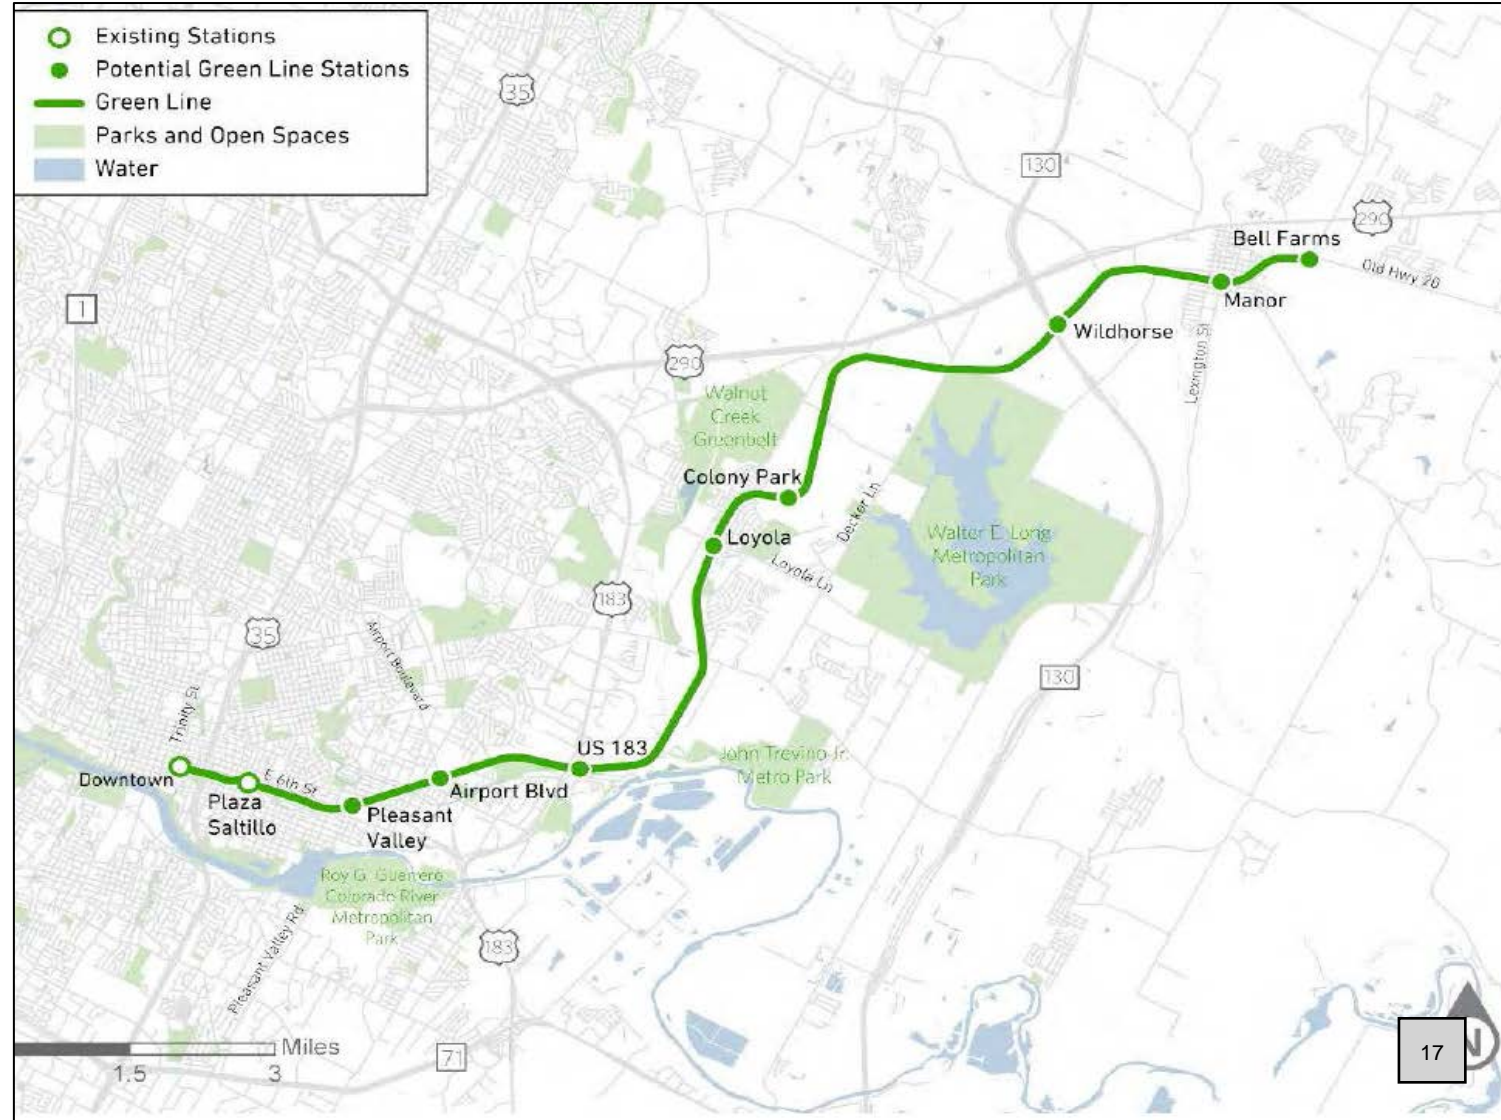 Existing Stations
Potential Green Line Stations
Green Line
Parks and Open Spaces
Water
35
130
290
Bell Farms
Old Hwy 20
Manor
1
Wildhorse
Lexington St
290
Walnut
Creek
Greenbelt
Colony Park
Decker Ln
Loyola
Loyola Ln
Walter E. Long
Metropolitan
Park
183
35
Airport Boulevard
130
Trinity St
US 183
John Trevino Jr.
Metro Park
Downtown
E 6th St
Airport Blvd
Plaza
Saltillo
Pleasant
Valley
Roy G. Guerrero
Colorado River
Metropolitan
Park
Pleasant Valley Rd
183
Miles
1.5
3
71
17
N